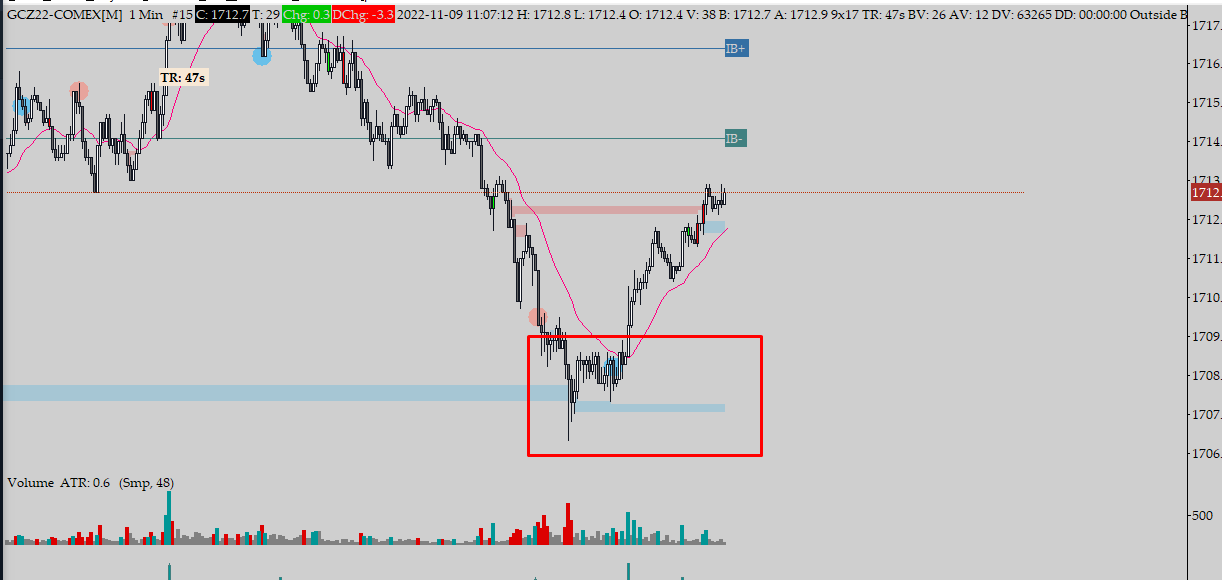 GCZ22-COMEX[M] 1 Min #15 C: 1712.7 T: 29 Chg: 0.3 DChg: -3.3 2022-11-09 11:07:12 H: 1712.8 L: 1712.4 O: 1712.4 V: 38 B: 1712.7 A: 1712.9 9x17 TR: 47s BV: 26 AV: 12 DV: 63265 DD: 00:00:00 Outside B
1717.
IB+
1716.
TR: 47s
1715.
IB-
1714.
1713.
1712.
1712.
1711.
1710.
1709.
1708.
1707.
1706.
Volume ATR: 0.6 (Smp, 48)
500